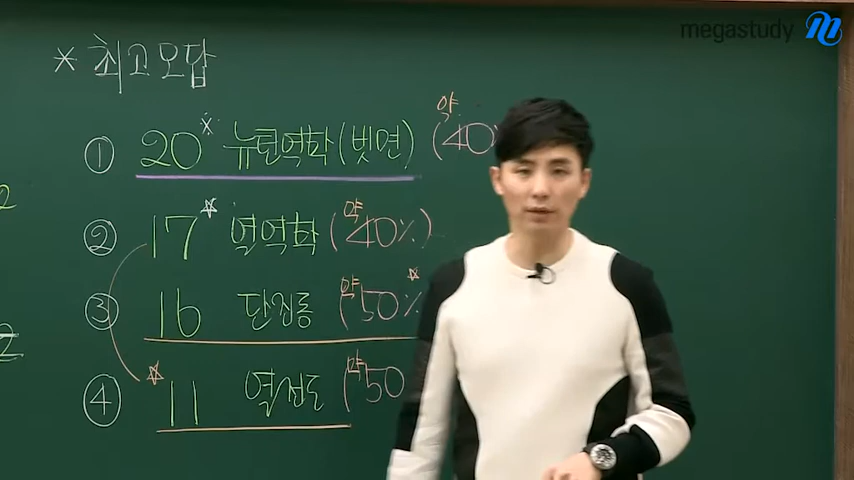 megastudy
* 최고오답
① 20* 뉴턴역학(빗면) (약 40%
② 17* 열역학 (약 40%)
③ 16 단진동 (약 50%
④ *11 열전도 (약 50